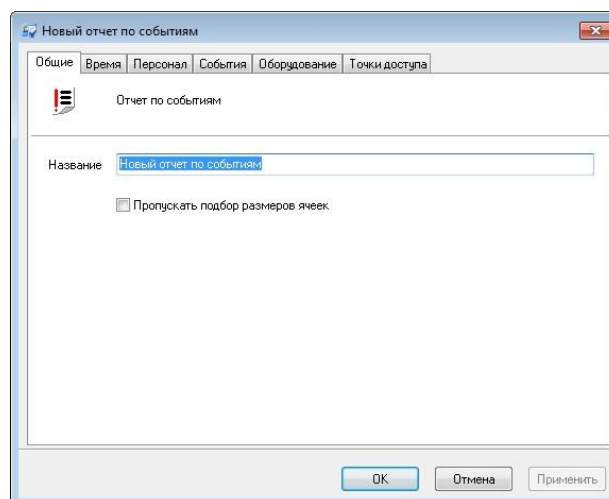 Новый отчет по событиям
Общие Время Персонал События Оборудование Точки доступа
Отчет по событиям
Название Новый отчет по событиям
Пропускать подбор размеров ячеек
OK Отмена Применить